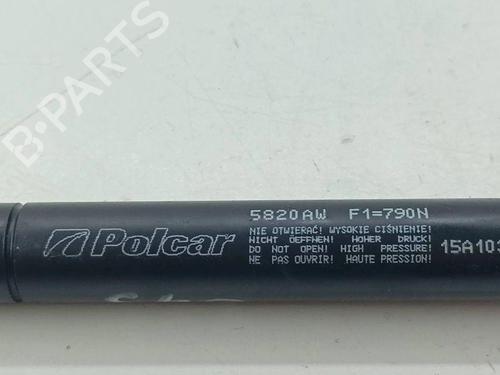 B-PARTS
5820AW F1=790N
Polcar
NIE OTWIERAĆ! WYSOKIE CIŚNIENIE!
NICHT OEFFNEN! HOHER DRUCK!
DO NOT OPEN! HIGH PRESSURE!
NE PAS OUVRIR! HAUTE PRESSION!
15A103